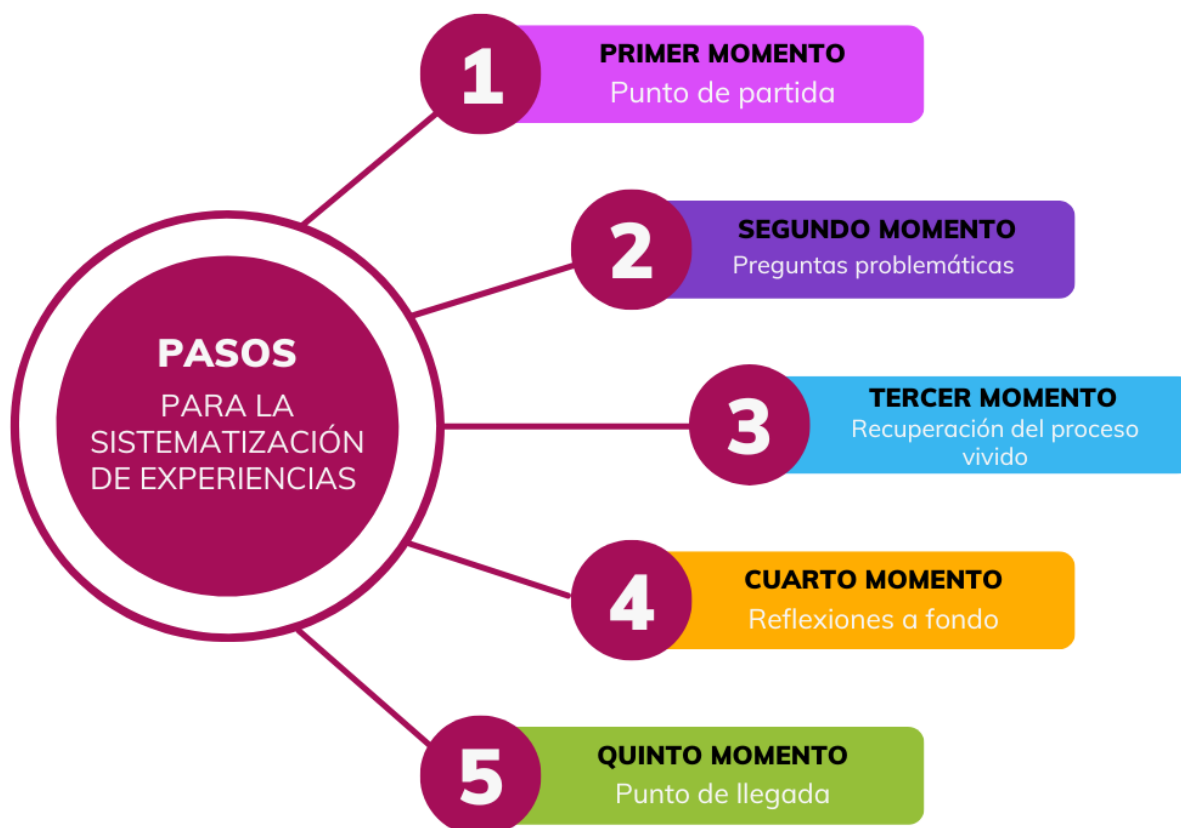 PASOS
PARA LA
SISTEMATIZACIÓN
DE EXPERIENCIAS
1
PRIMER MOMENTO
Punto de partida
2
SEGUNDO MOMENTO
Preguntas problemáticas
3
TERCER MOMENTO
Recuperación del proceso
vivido
4
CUARTO MOMENTO
Reflexiones a fondo
5
QUINTO MOMENTO
Punto de llegada